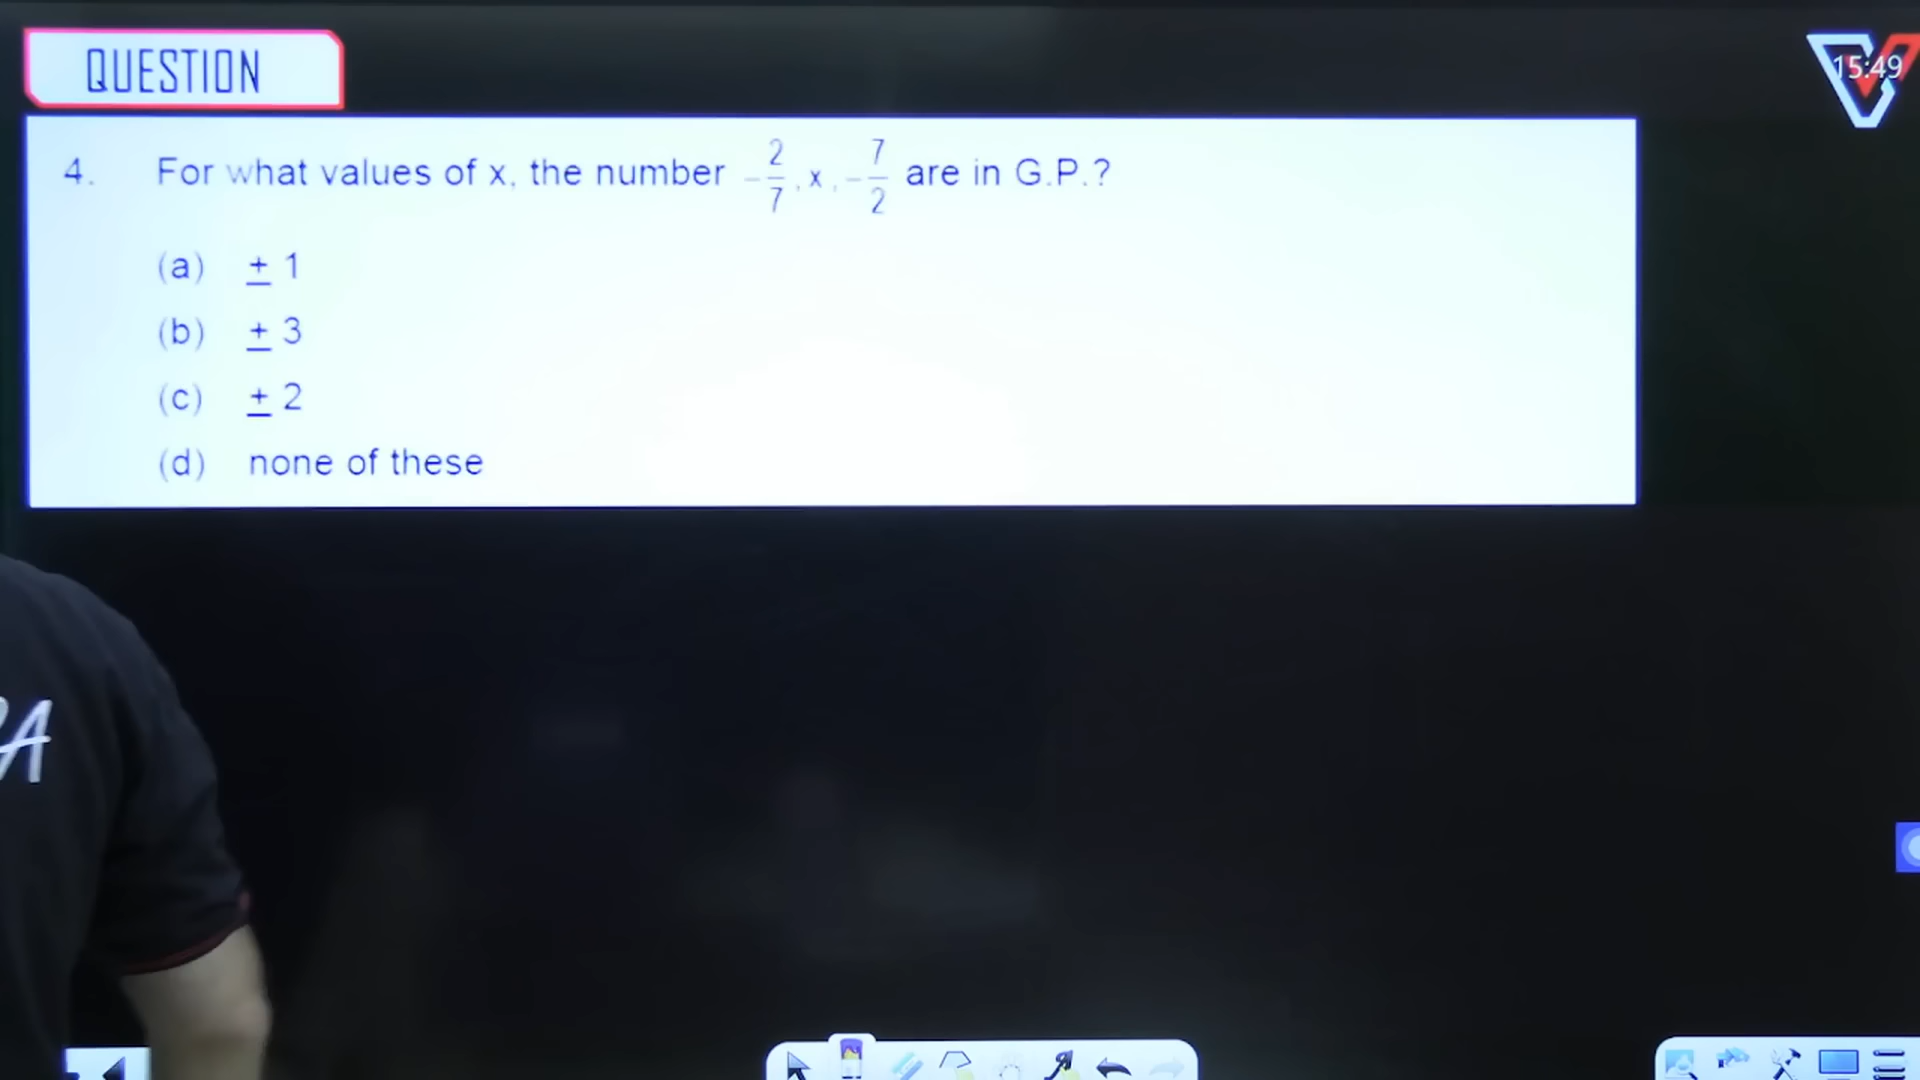 QUESTION
15:49
4. For what values of x, the number -2/7, x, -7/2 are in G.P.?
(a) ± 1
(b) ± 3
(c) ± 2
(d) none of these
A